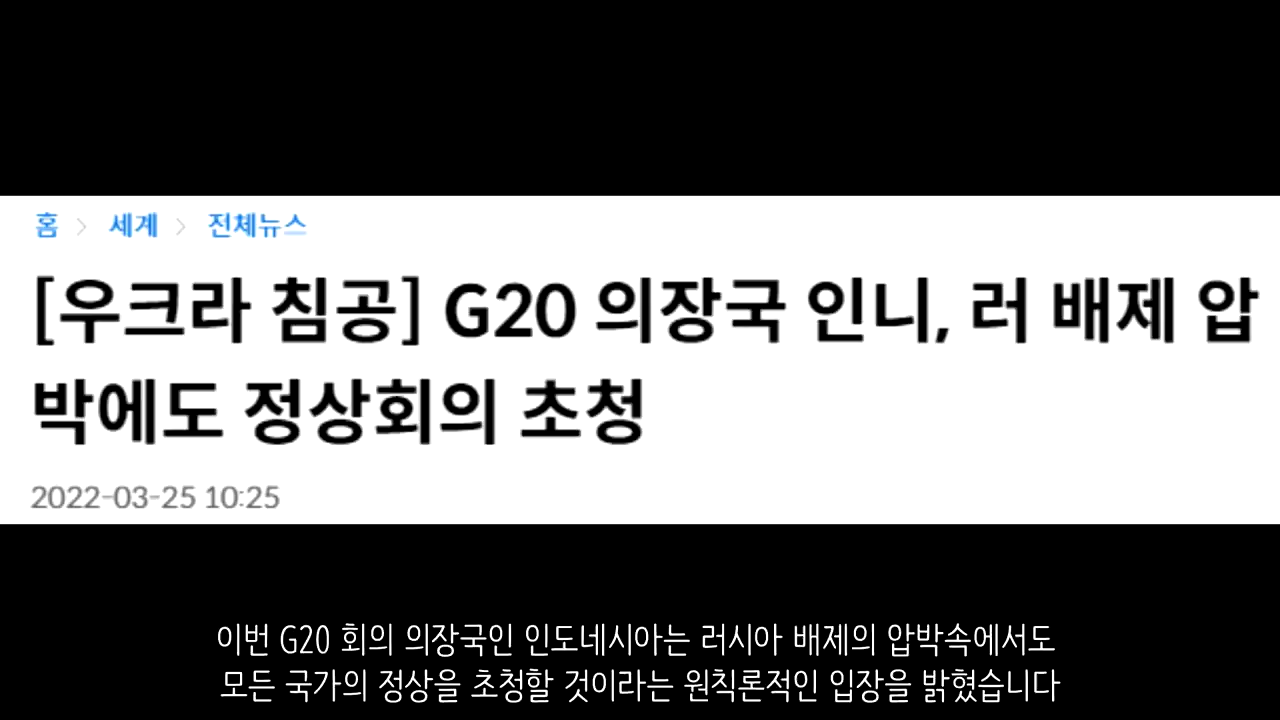 홈 > 세계 > 전체뉴스
[우크라 침공] G20 의장국 인니, 러 배제 압
박에도 정상회의 초청
2022-03-25 10:25
이번 G20 회의 의장국인 인도네시아는 러시아 배제의 압박속에서도
모든 국가의 정상을 초청할 것이라는 원칙론적인 입장을 밝혔습니다